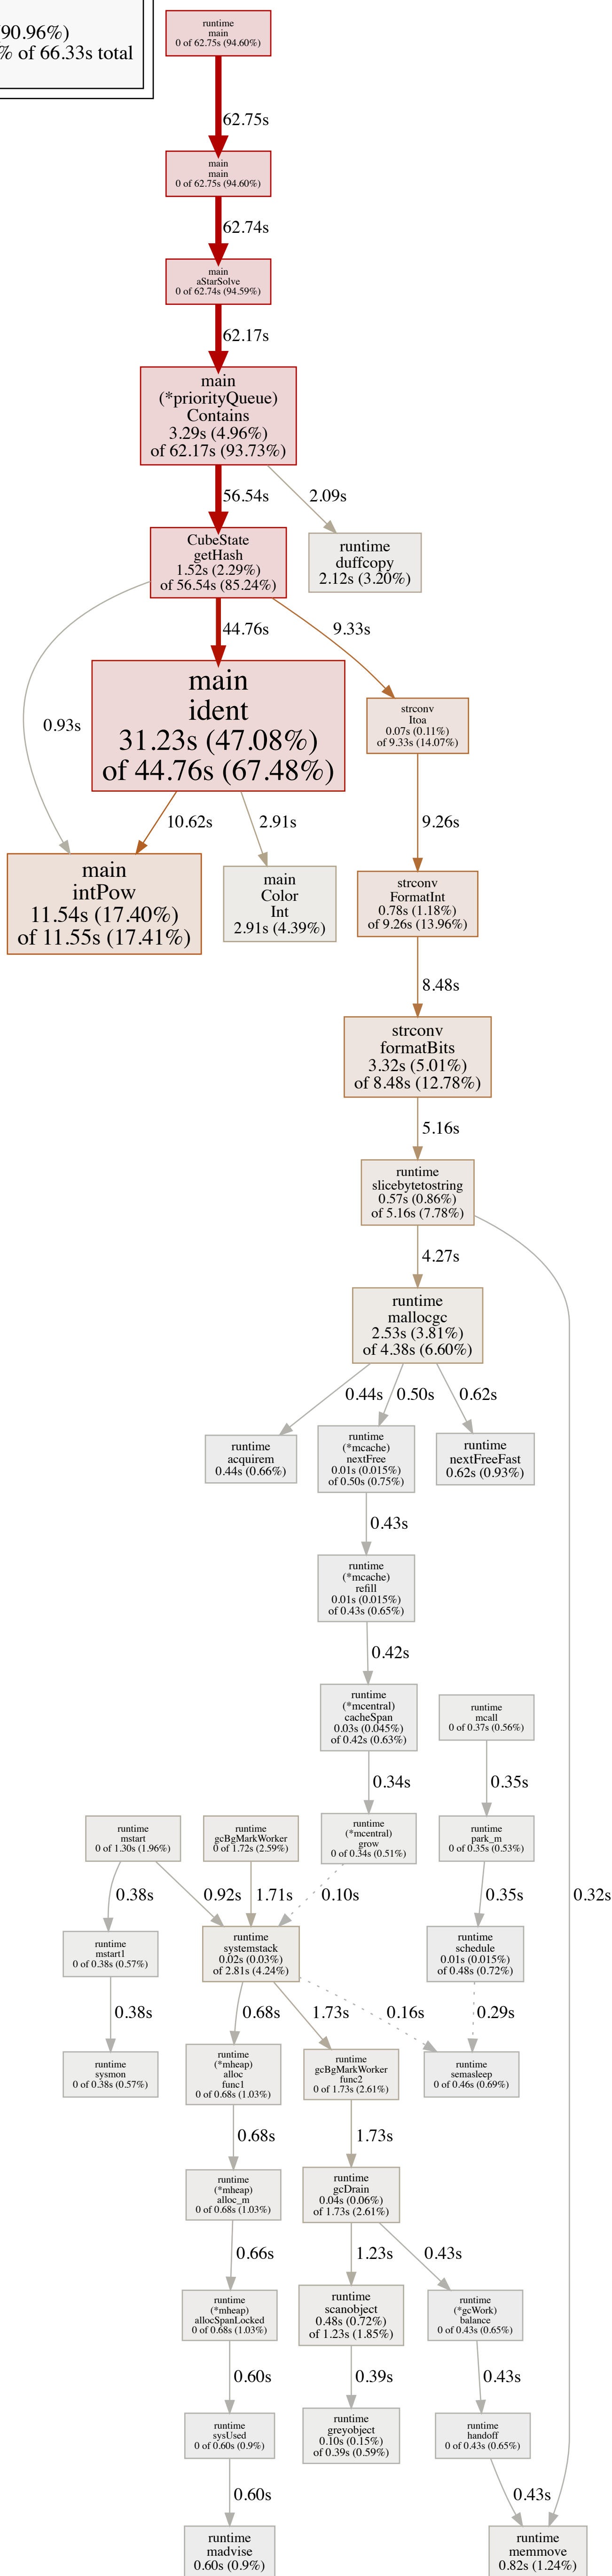 90.96%)
% of 66.33s total
runtime
main
0 of 62.75s (94.60%)
62.75s
main
main
0 of 62.75s (94.60%)
62.74s
main
aStarSolve
0 of 62.74s (94.59%)
62.17s
main
(*priorityQueue)
Contains
3.29s (4.96%)
of 62.17s (93.73%)
56.54s
2.09s
CubeState
getHash
1.52s (2.29%)
of 56.54s (85.24%)
runtime
duffcopy
2.12s (3.20%)
44.76s
9.33s
0.93s
main
ident
31.23s (47.08%)
of 44.76s (67.48%)
strconv
Itoa
0.07s (0.11%)
of 9.33s (14.07%)
10.62s
2.91s
9.26s
main
intPow
11.54s (17.40%)
of 11.55s (17.41%)
main
Color
Int
2.91s (4.39%)
strconv
FormatInt
0.78s (1.18%)
of 9.26s (13.96%)
8.48s
strconv
formatBits
3.32s (5.01%)
of 8.48s (12.78%)
5.16s
runtime
slicebytetostring
0.57s (0.86%)
of 5.16s (7.78%)
4.27s
runtime
mallocgc
2.53s (3.81%)
of 4.38s (6.60%)
0.44s
0.50s
0.62s
runtime
acquirem
0.44s (0.66%)
runtime
(*mcache)
nextFree
0.01s (0.015%)
of 0.50s (0.75%)
runtime
nextFreeFast
0.62s (0.93%)
0.43s
runtime
(*mcache)
refill
0.01s (0.015%)
of 0.43s (0.65%)
0.42s
runtime
(*mcentral)
cacheSpan
0.03s (0.045%)
of 0.42s (0.63%)
runtime
mcall
0 of 0.37s (0.56%)
0.34s
0.35s
runtime
mstart
0 of 1.30s (1.96%)
runtime
gcBgMarkWorker
0 of 1.72s (2.59%)
runtime
(*mcentral)
grow
0 of 0.34s (0.51%)
runtime
park_m
0 of 0.35s (0.53%)
0.38s
0.92s
1.71s
0.10s
0.35s
0.32s
runtime
mstart1
0 of 0.38s (0.57%)
runtime
systemstack
0.02s (0.03%)
of 2.81s (4.24%)
runtime
schedule
0.01s (0.015%)
of 0.48s (0.72%)
0.38s
0.68s
1.73s
0.16s
0.29s
runtime
sysmon
0 of 0.38s (0.57%)
runtime
(*mheap)
alloc
func1
0 of 0.68s (1.03%)
runtime
gcBgMarkWorker
func2
0 of 1.73s (2.61%)
runtime
semasleep
0 of 0.46s (0.69%)
0.68s
1.73s
runtime
(*mheap)
alloc_m
0 of 0.68s (1.03%)
runtime
gcDrain
0.04s (0.06%)
of 1.73s (2.61%)
0.66s
1.23s
0.43s
runtime
(*mheap)
allocSpanLocked
0 of 0.68s (1.03%)
runtime
scanobject
0.48s (0.72%)
of 1.23s (1.85%)
runtime
(*gcWork)
balance
0 of 0.43s (0.65%)
0.60s
0.39s
0.43s
runtime
sysUsed
0 of 0.60s (0.9%)
runtime
greyobject
0.10s (0.15%)
of 0.39s (0.59%)
runtime
handoff
0 of 0.43s (0.65%)
0.60s
0.43s
runtime
madvise
0.60s (0.9%)
runtime
memmove
0.82s (1.24%)